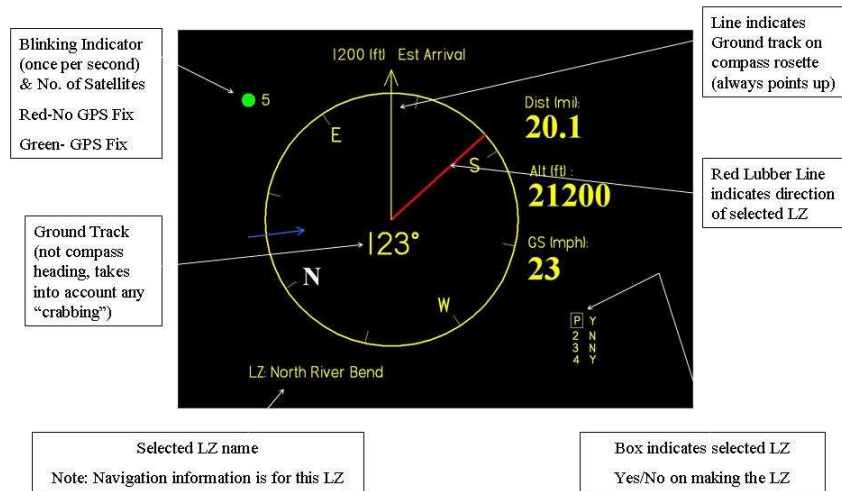 Blinking Indicator
(once per second)
& No. of Satellites
Red-No GPS Fix
Green- GPS Fix
Ground Track
(not compass
heading, takes
into account any
“crabbing”)
1200 (ft) Est Arrival
5
E
S
N
W
123°
Dist (mi):
20.1
Alt (ft) :
21200
GS (mph):
23
P Y
2 N
3 N
4 Y
LZ: North River Bend
Line indicates
Ground track on
compass rosette
(always points up)
Red Lubber Line
indicates direction
of selected LZ
Selected LZ name
Note: Navigation information is for this LZ
Box indicates selected LZ
Yes/No on making the LZ